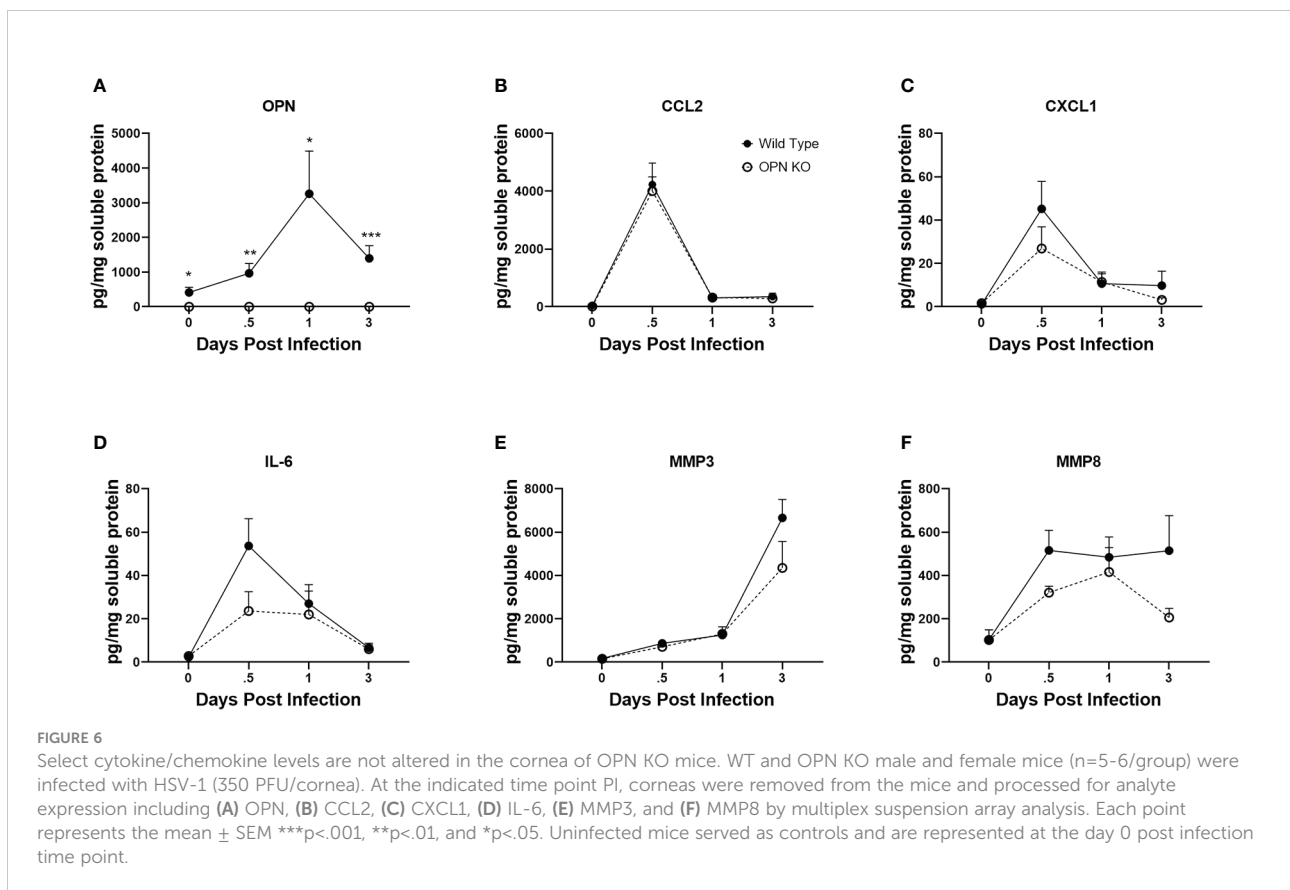 A
OPN
pg/mg soluble protein
5000
4000
3000
2000
1000
0
*
**
*
***
0 .5 1 3
Days Post Infection
B
CCL2
pg/mg soluble protein
6000
4000
2000
0
Wild Type
OPN KO
0 .5 1 3
Days Post Infection
C
CXCL1
pg/mg soluble protein
80
60
40
20
0
0 .5 1 3
Days Post Infection
D
IL-6
pg/mg soluble protein
80
60
40
20
0
0 .5 1 3
Days Post Infection
E
MMP3
pg/mg soluble protein
8000
6000
4000
2000
0
0 .5 1 3
Days Post Infection
F
MMP8
pg/mg soluble protein
800
600
400
200
0
0 .5 1 3
Days Post Infection
FIGURE 6
Select cytokine/chemokine levels are not altered in the cornea of OPN KO mice. WT and OPN KO male and female mice (n=5-6/group) were
infected with HSV-1 (350 PFU/cornea). At the indicated time point PI, corneas were removed from the mice and processed for analyte
expression including (A) OPN, (B) CCL2, (C) CXCL1, (D) IL-6, (E) MMP3, and (F) MMP8 by multiplex suspension array analysis. Each point
represents the mean ± SEM ***p<.001, **p<.01, and *p<.05. Uninfected mice served as controls and are represented at the day 0 post infection
time point.